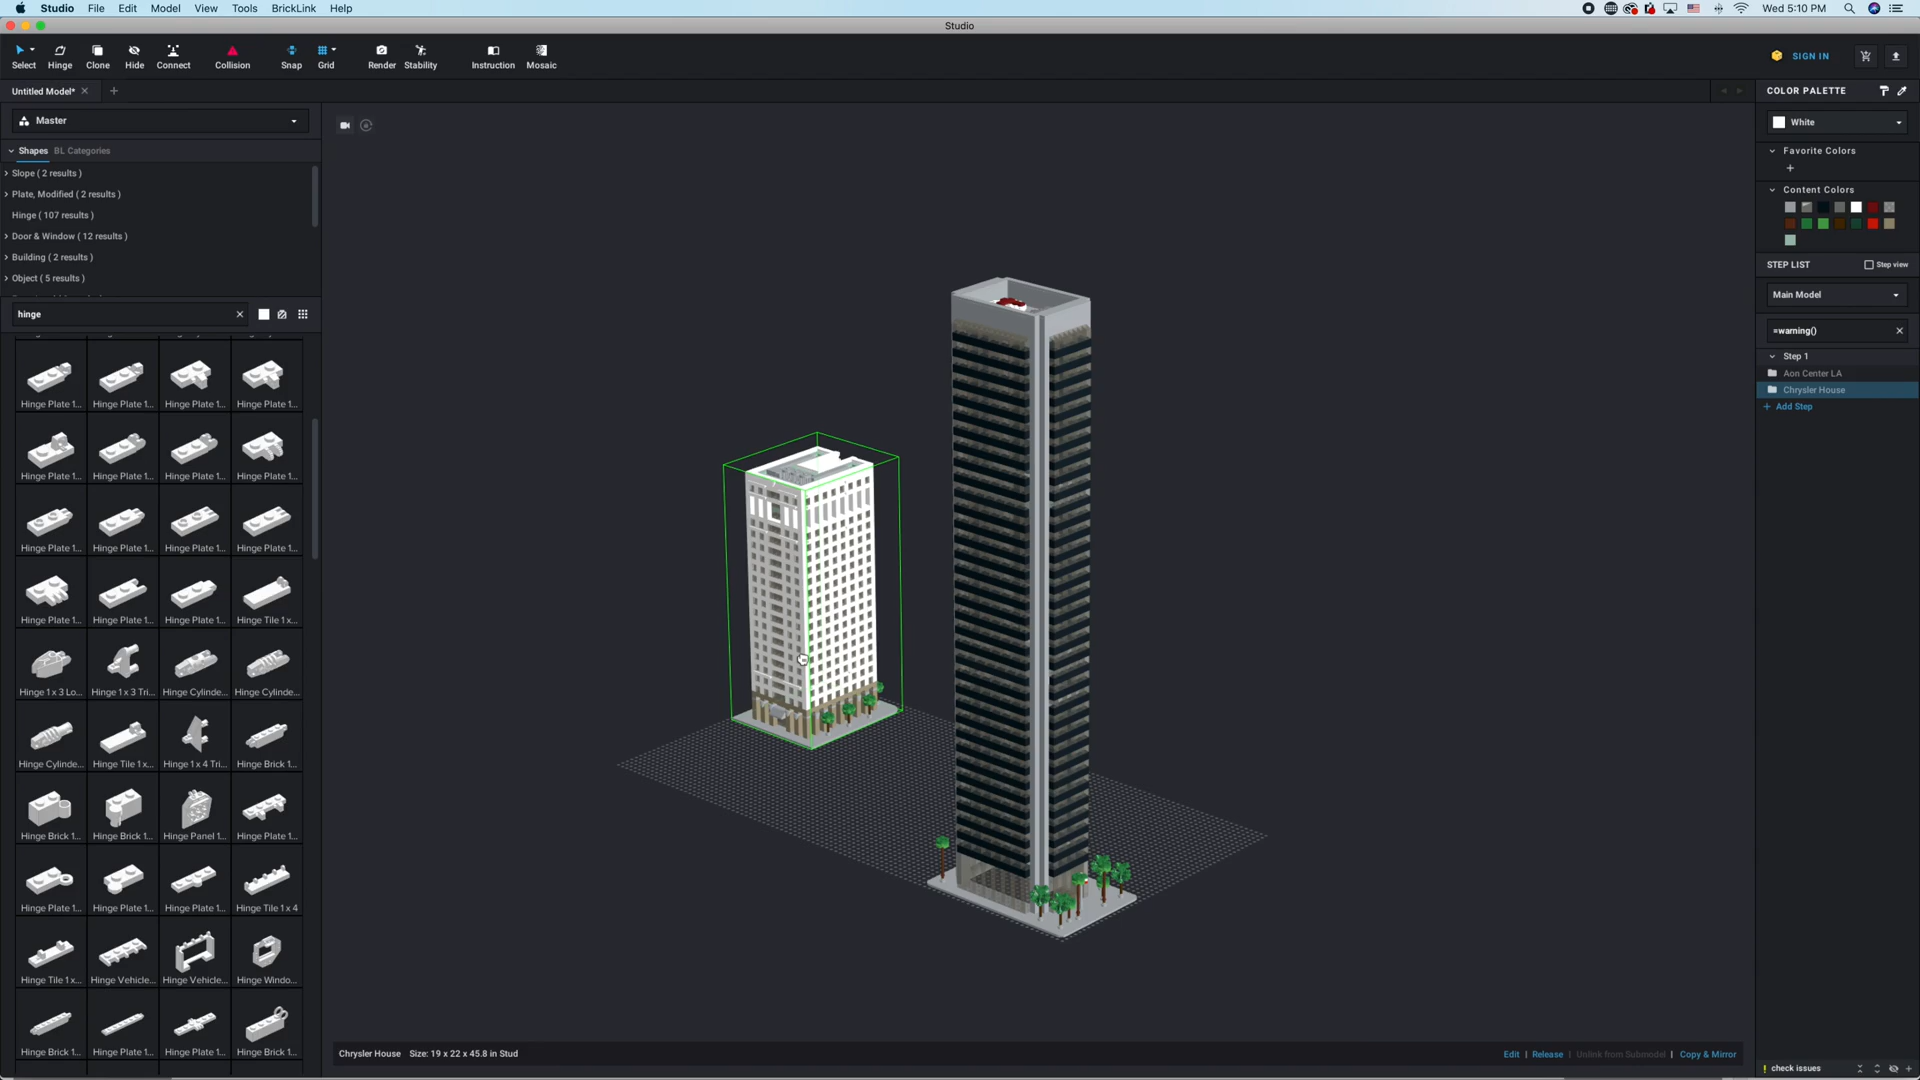 Studio File Edit Model View Tools BrickLink Help Wed 5:10 PM
Studio
Select Hinge Clone Hide Connect Collision Snap Grid Render Stability Instruction Mosaic SIGN IN
Untitled Model*
Master
Shapes BL Categories
Slope ( 2 results )
Plate, Modified ( 2 results )
Hinge ( 107 results )
Door & Window ( 12 results )
Building ( 2 results )
Object ( 5 results )
hinge
Hinge Plate 1... Hinge Plate 1... Hinge Plate 1... Hinge Plate 1...
Hinge Plate 1... Hinge Plate 1... Hinge Plate 1... Hinge Plate 1...
Hinge Plate 1... Hinge Plate 1... Hinge Plate 1... Hinge Plate 1...
Hinge Plate 1... Hinge Plate 1... Hinge Plate 1... Hinge Tile 1x...
Hinge 1 x 3 Lo... Hinge 1 x 3 Tri... Hinge Cylinde... Hinge Cylinde...
Hinge Cylinde... Hinge Tile 1x... Hinge 1 x 4 Tri... Hinge Brick 1...
Hinge Brick 1... Hinge Brick 1... Hinge Panel 1... Hinge Plate 1...
Hinge Plate 1... Hinge Plate 1... Hinge Plate 1... Hinge Tile 1 x 4
Hinge Tile 1x... Hinge Vehicle... Hinge Vehicle... Hinge Windo...
Hinge Brick 1... Hinge Plate 1... Hinge Plate 1... Hinge Brick 1...
Chrysler House Size: 19 x 22 x 45.8 in Stud
Edit | Release | Unlink from Submodel | Copy & Mirror
COLOR PALETTE
White
Favorite Colors
+
Content Colors
STEP LIST Step view
Main Model
=warning()
Step 1
Aon Center LA
Chrysler House
+ Add Step
! check issues